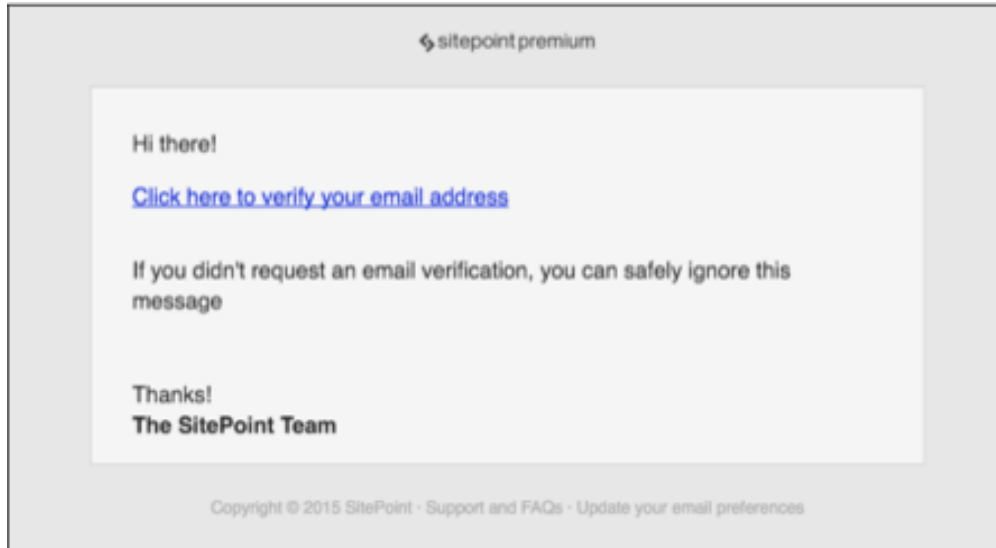 sitepoint premium
Hi there!
Click here to verify your email address
If you didn't request an email verification, you can safely ignore this
message
Thanks!
The SitePoint Team
Copyright © 2015 SitePoint · Support and FAQs · Update your email preferences